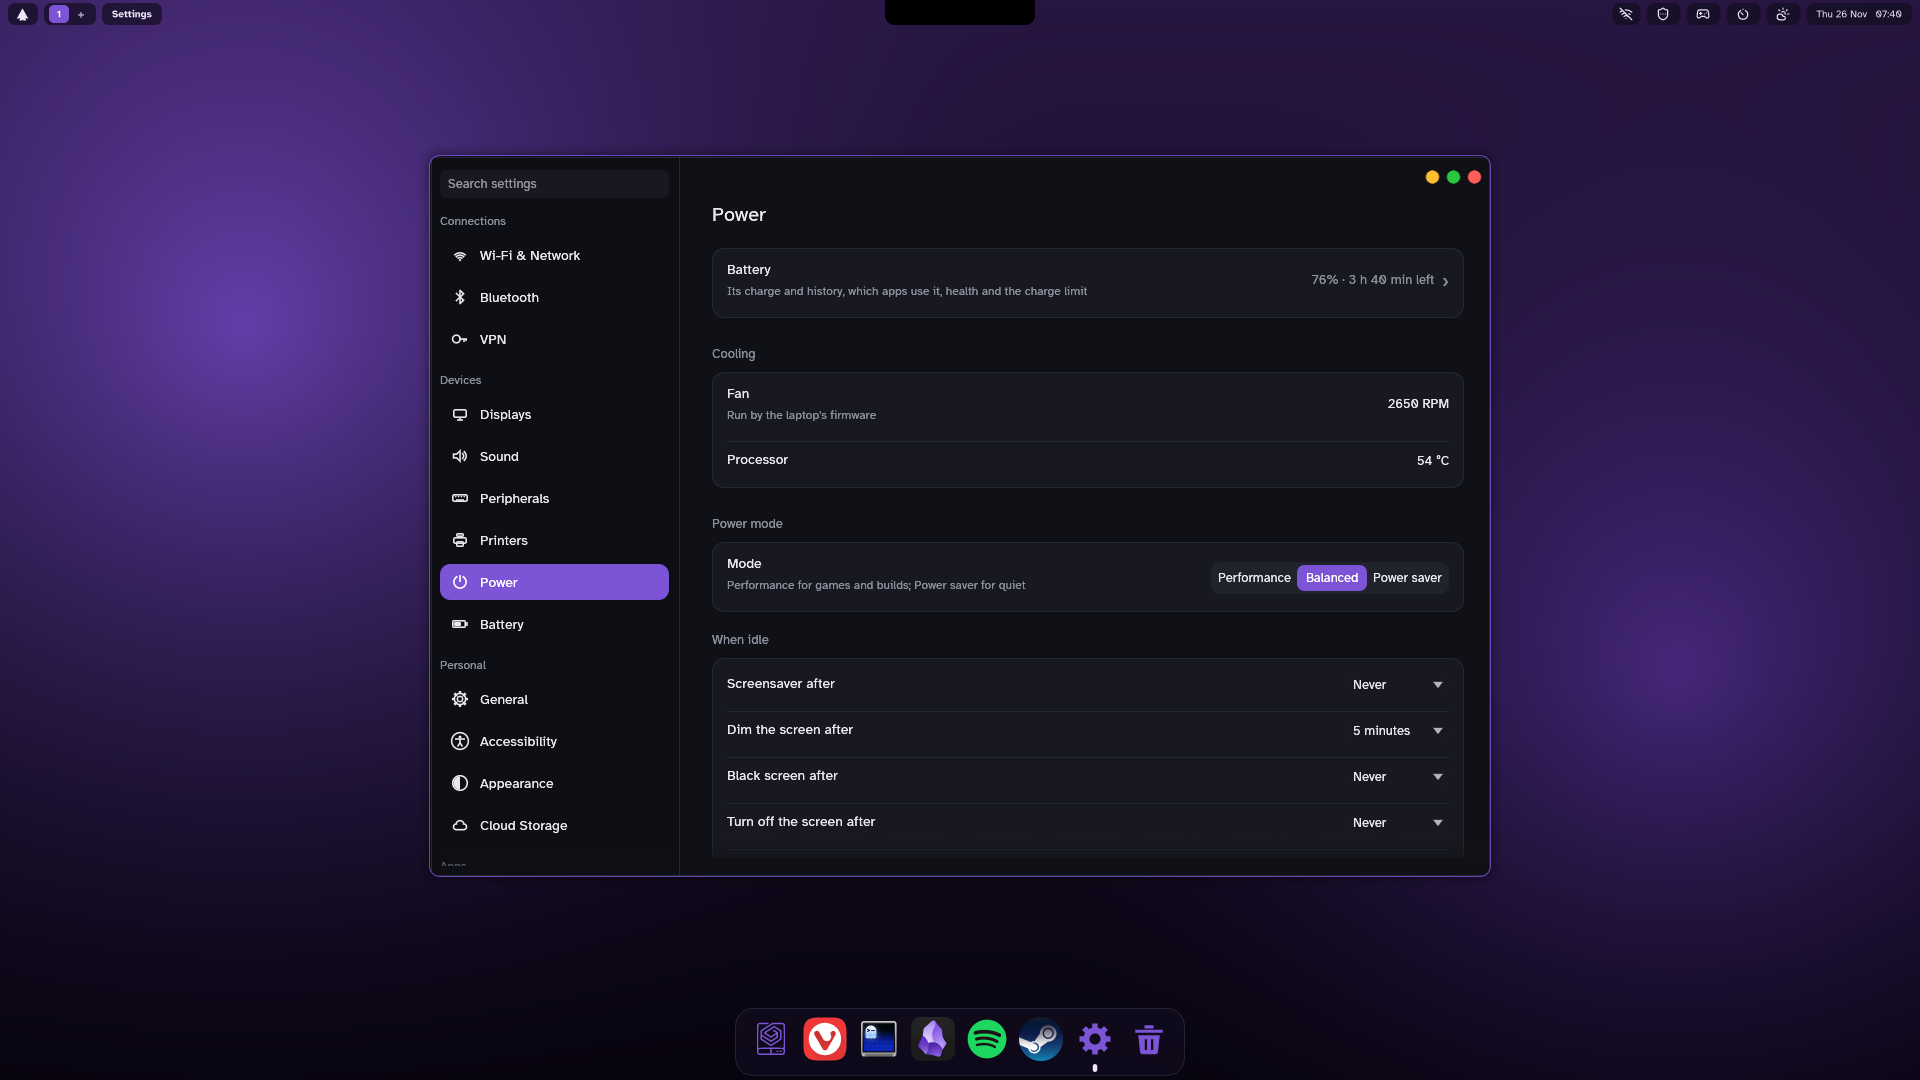 1 + Settings
Thu 26 Nov 07:40
Search settings
Connections
Wi-Fi & Network
Bluetooth
VPN
Devices
Displays
Sound
Peripherals
Printers
Power
Battery
Personal
General
Accessibility
Appearance
Cloud Storage
Apps
Power
Battery
Its charge and history, which apps use it, health and the charge limit
76% · 3 h 40 min left
Cooling
Fan
Run by the laptop's firmware
2650 RPM
Processor
54 °C
Power mode
Mode
Performance for games and builds; Power saver for quiet
Performance Balanced Power saver
When idle
Screensaver after
Never
Dim the screen after
5 minutes
Black screen after
Never
Turn off the screen after
Never